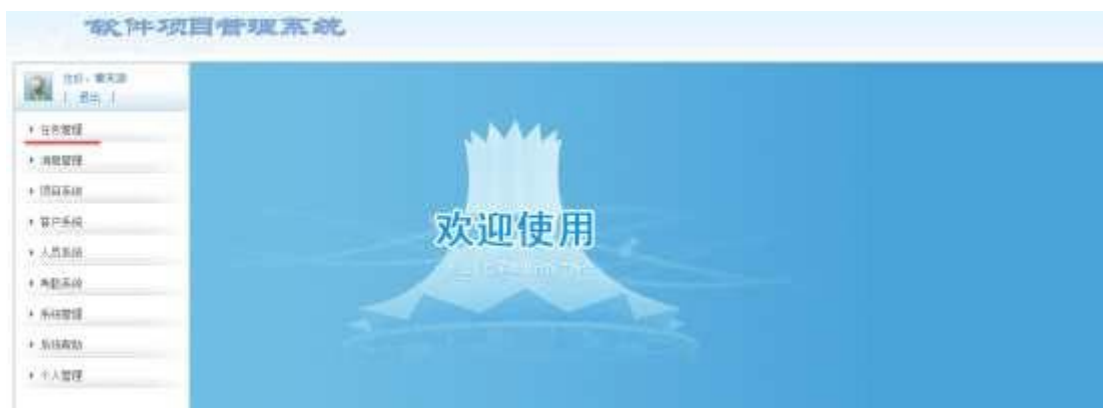 软件项目管理系统
| 退出 |
任务管理
消息管理
项目系统
客户系统
人员系统
考勤系统
系统管理
系统帮助
个人管理
欢迎使用